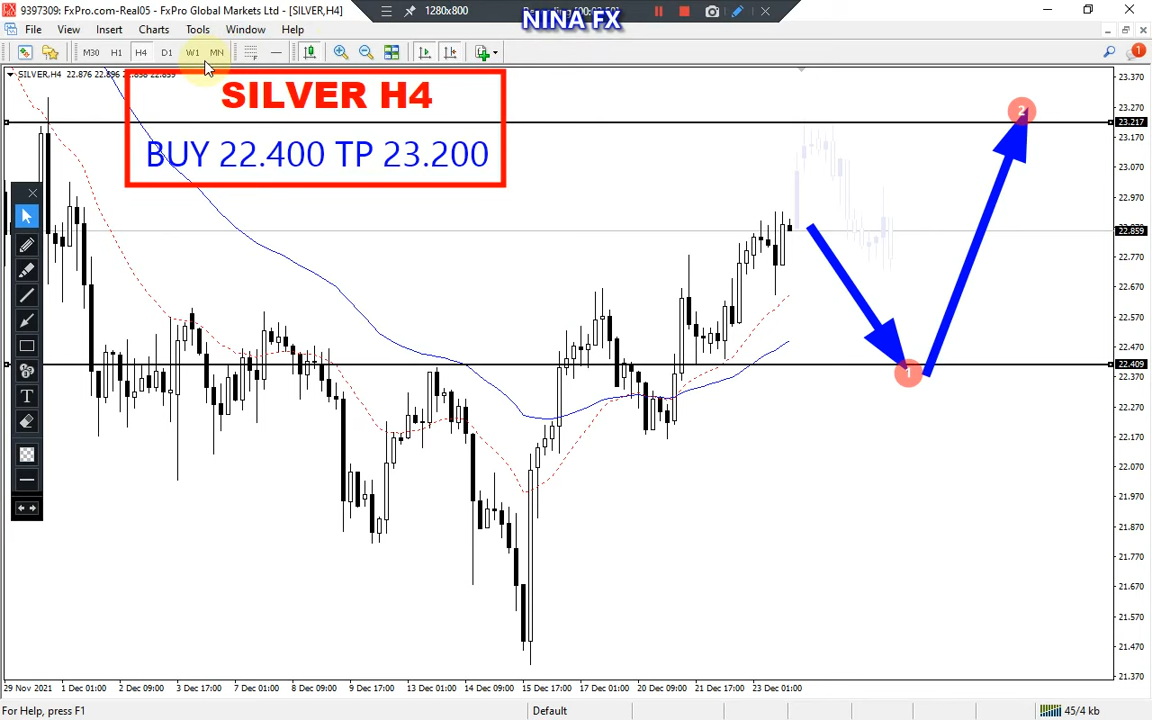 9397309: FxPro.com-Real05 - FxPro Global Markets Ltd - [SILVER,H4]
1280x800
NINA FX
File View Insert Charts Tools Window Help
M30 H1 H4 D1 W1 MN
1
SILVER,H4 22.876 22.896
SILVER H4
BUY 22.400 TP 23.200
23.370
23.270
23.217
23.170
23.070
22.970
22.859
22.770
22.670
22.570
22.470
22.409
22.370
22.270
22.170
22.070
21.970
21.870
21.770
21.670
21.570
21.470
21.370
2
1
T
29 Nov 2021 1 Dec 01:00 2 Dec 09:00 3 Dec 17:00 7 Dec 01:00 8 Dec 09:00 9 Dec 17:00 13 Dec 01:00 14 Dec 09:00 15 Dec 17:00 17 Dec 01:00 20 Dec 09:00 21 Dec 17:00 23 Dec 01:00
For Help, press F1
Default
45/4 kb